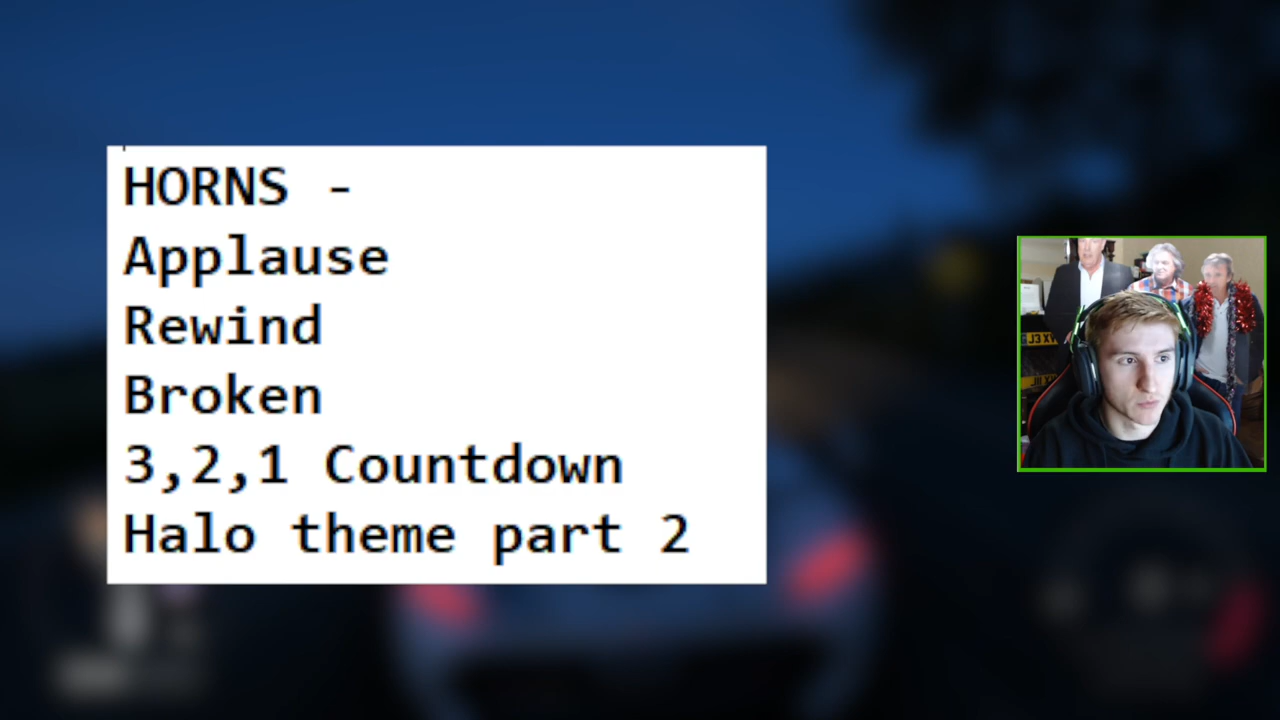 HORNS -
Applause
Rewind
Broken
3,2,1 Countdown
Halo theme part 2